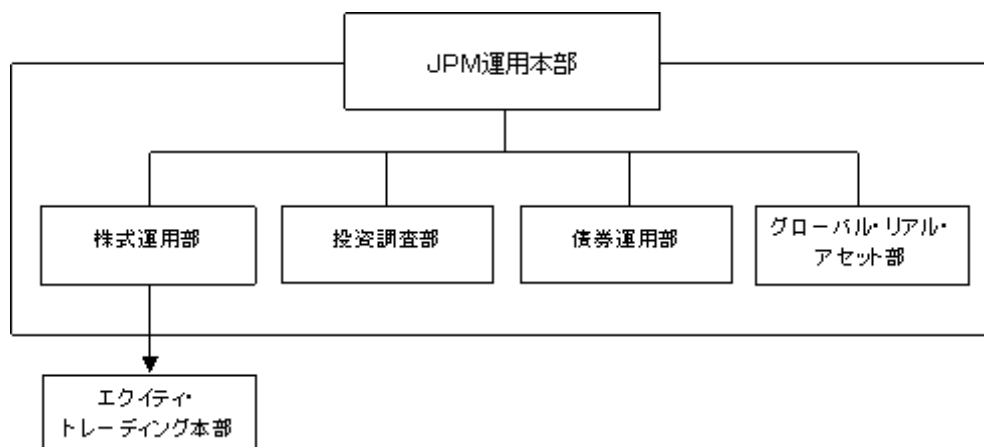 JPM運用本部
株式運用部
投資調査部
債券運用部
グローバル・リアル・
アセット部
エクイティ・
トレーディング本部